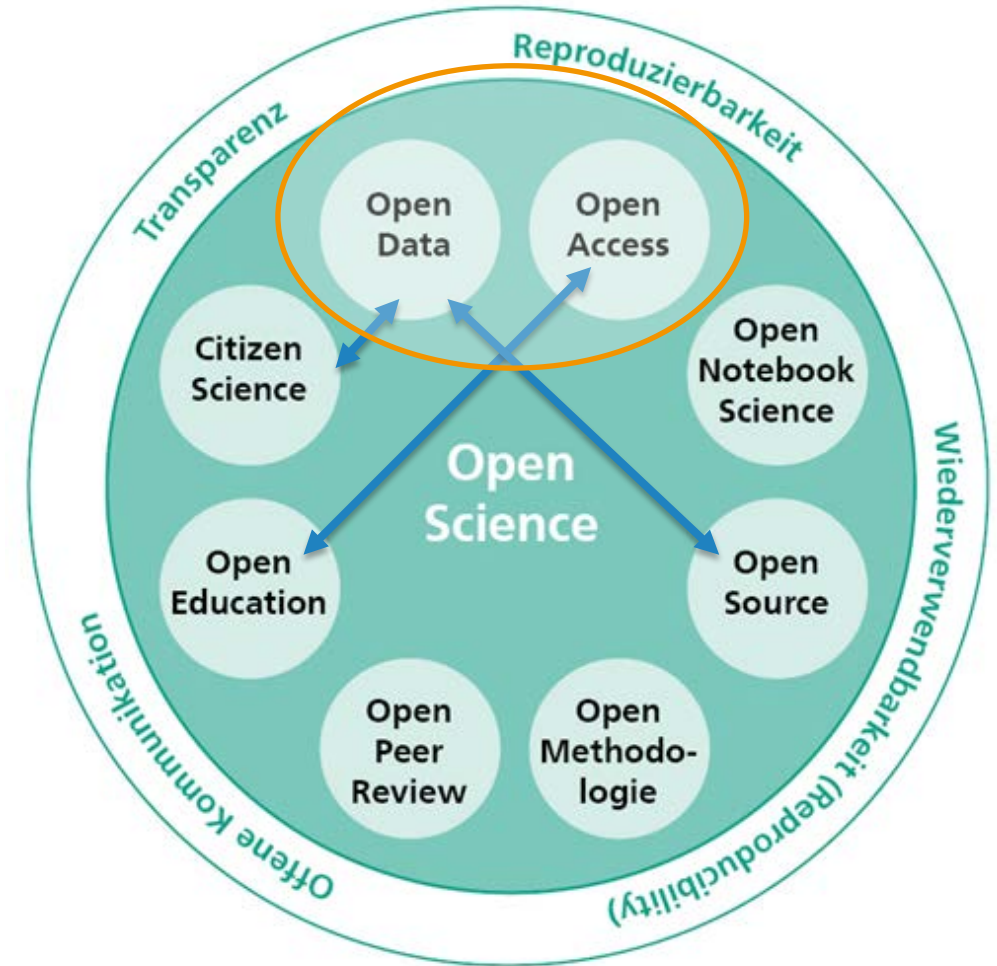 Reproduzierbarkeit
Transparenz
Open
Data
Open
Access
Citizen
Science
Open
Notebook
Science
Open
Science
Wiederverwendbarkeit (Reproducibility)
Open
Education
Open
Source
Offene Kommunikation
Open
Peer
Review
Open
Methodo-
logie